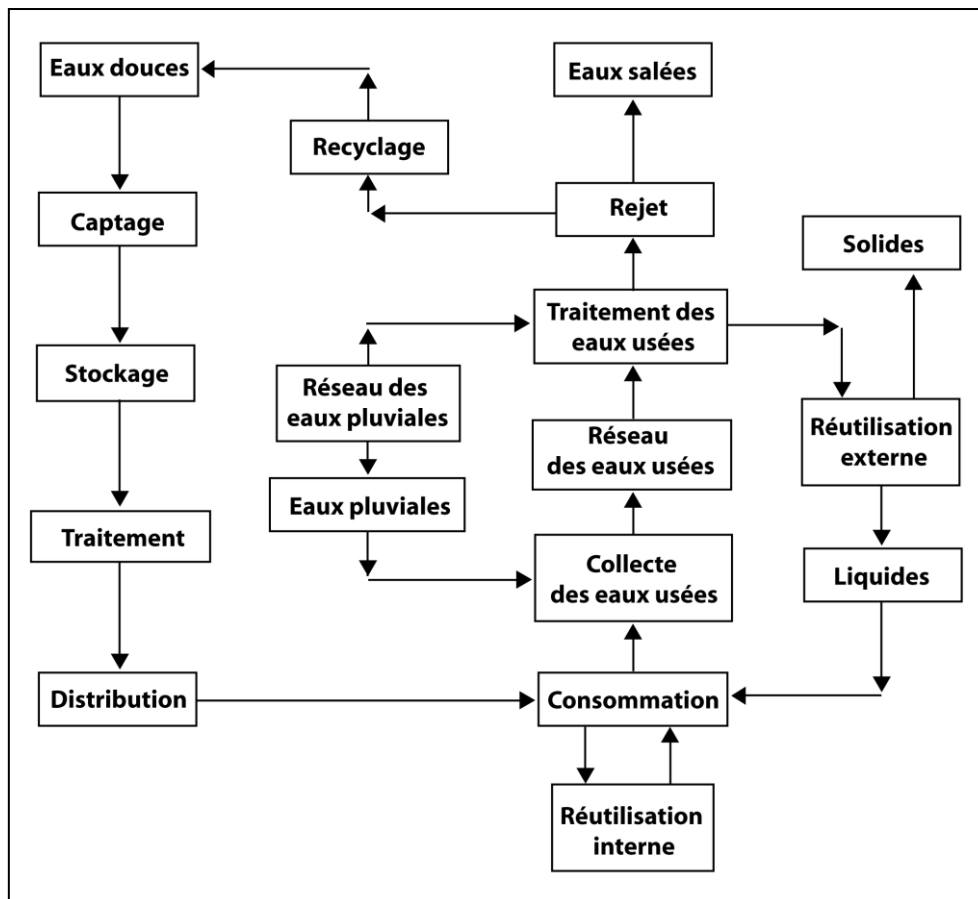 Eaux douces
Eaux salées
Recyclage
Rejet
Captage
Solides
Traitement des
eaux usées
Stockage
Réseau des
eaux pluviales
Réutilisation
externe
Réseau
des eaux usées
Eaux pluviales
Traitement
Collecte
des eaux usées
Liquides
Distribution
Consommation
Réutilisation
interne